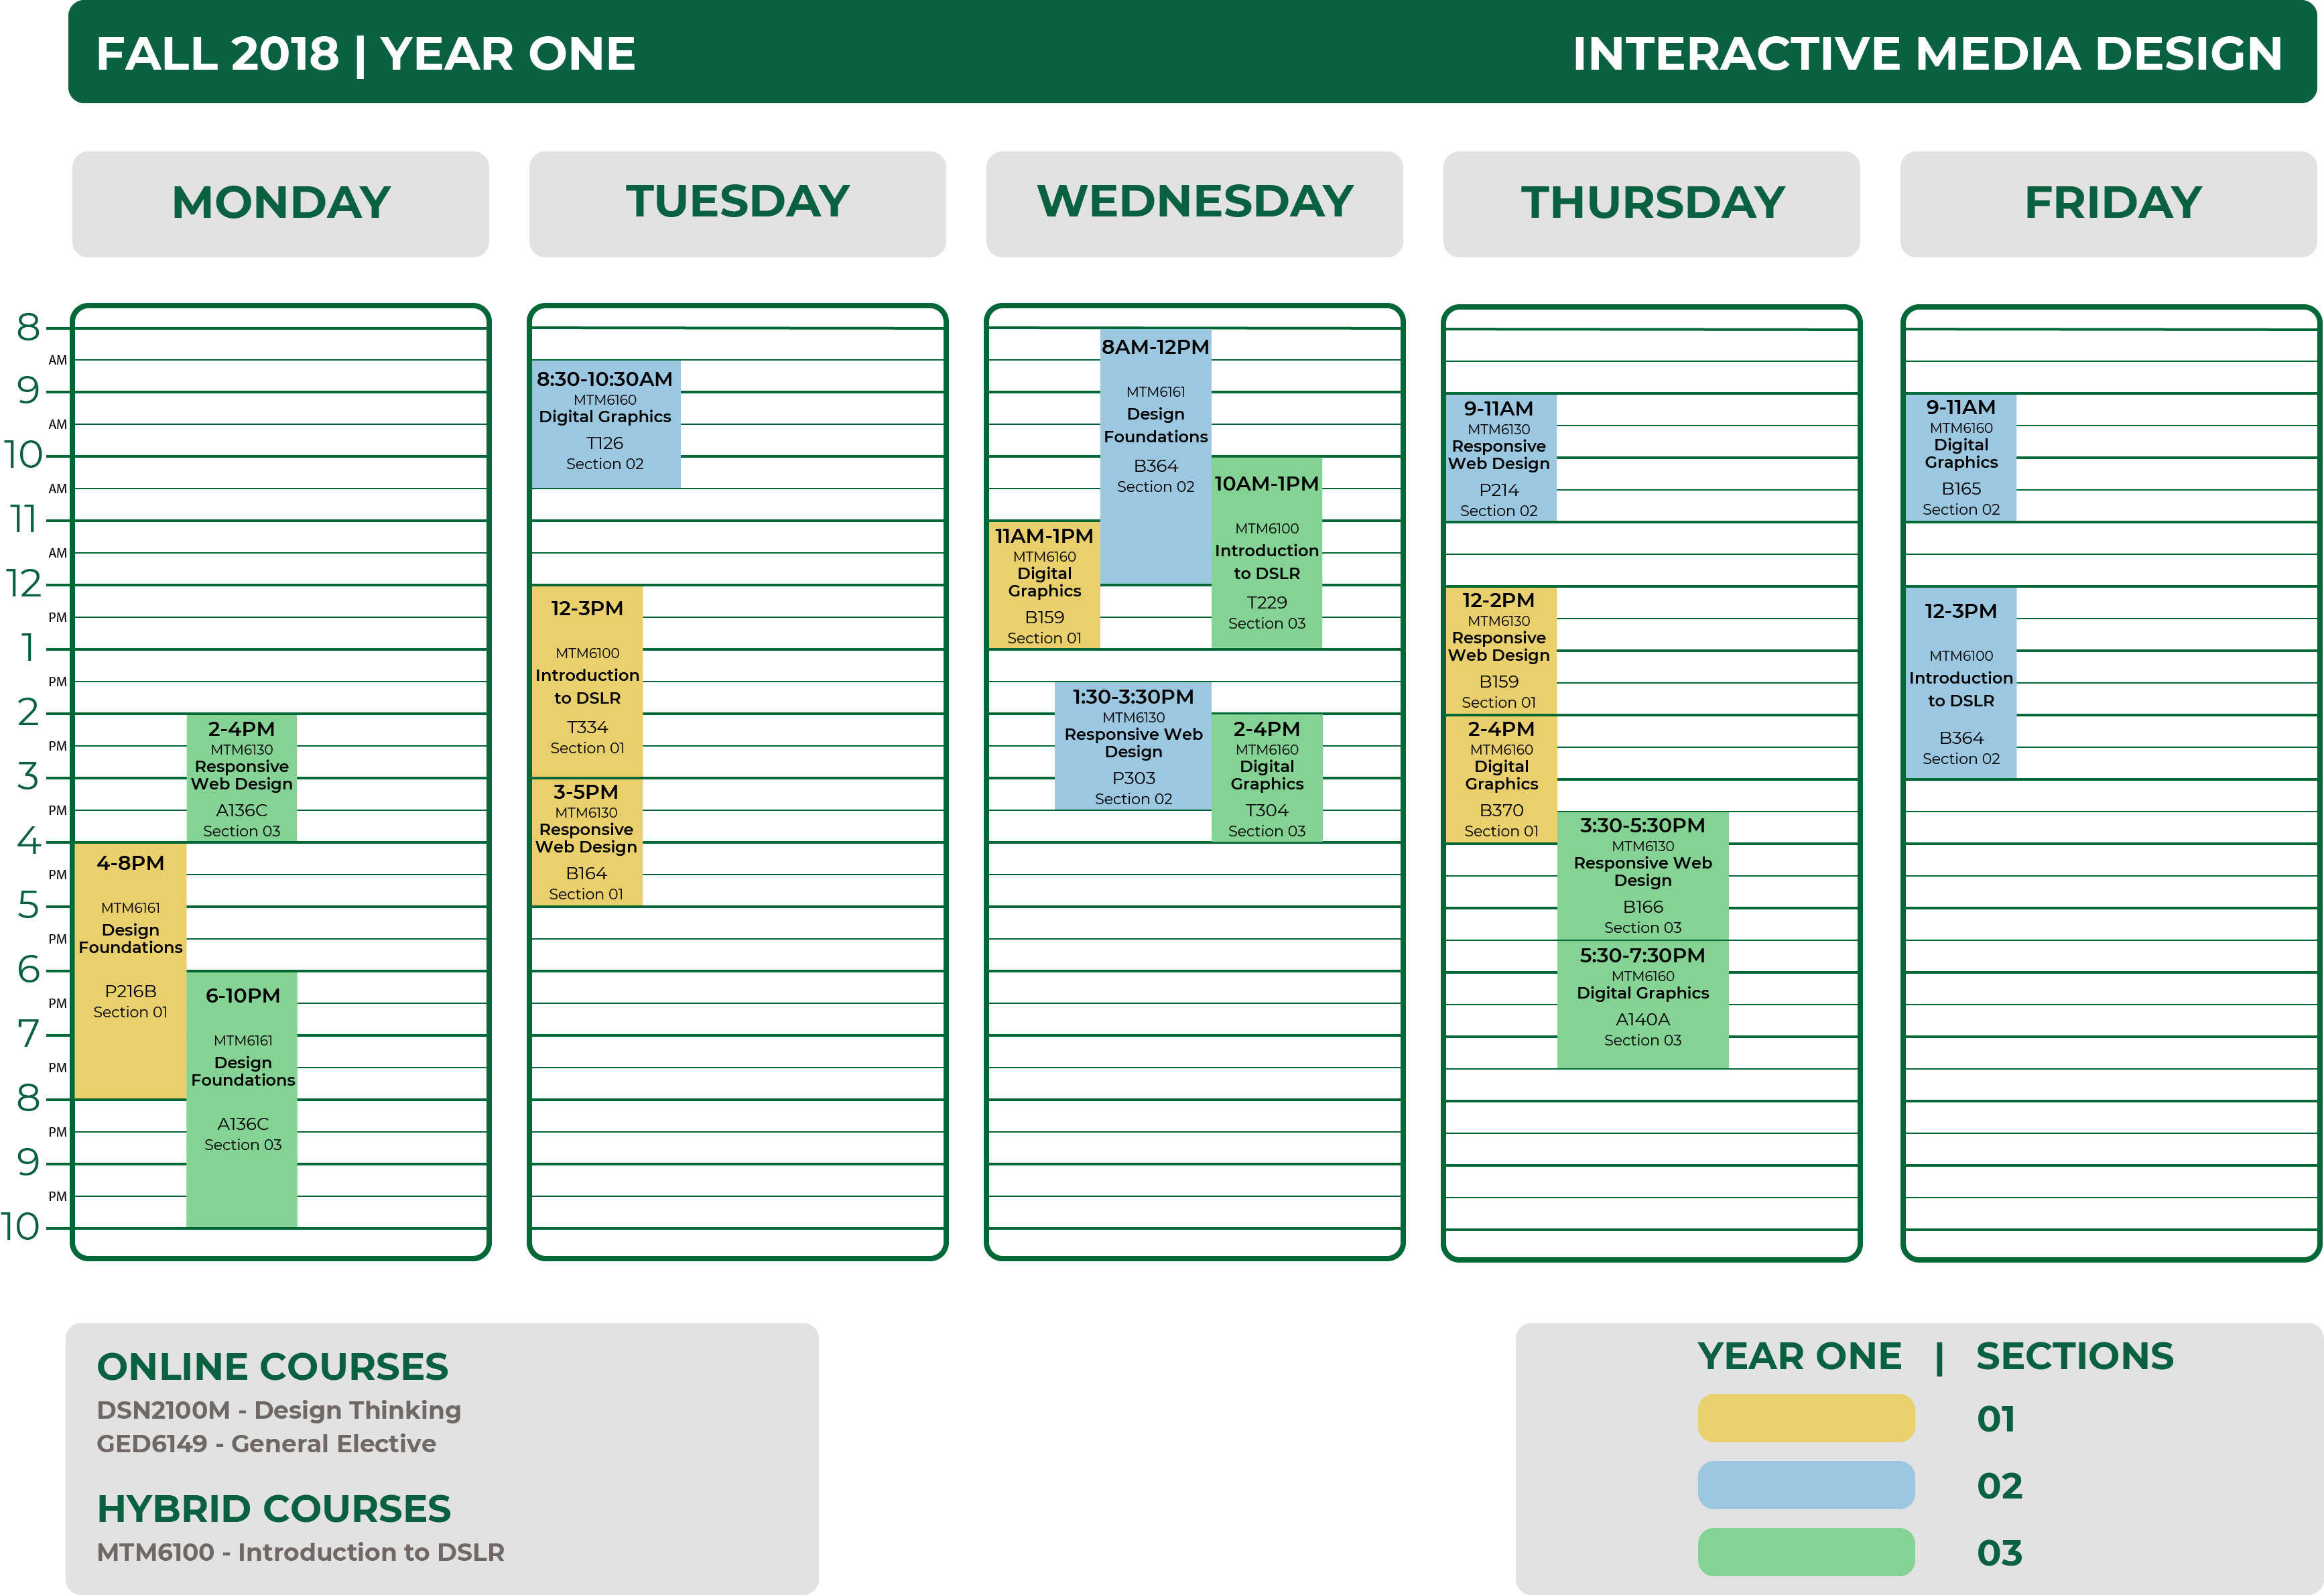 FALL 2018 | YEAR ONE
INTERACTIVE MEDIA DESIGN
MONDAY
TUESDAY
WEDNESDAY
THURSDAY
FRIDAY
8
AM
9
AM
10
AM
11
AM
12
PM
1
PM
2
PM
3
PM
4
PM
5
PM
6
PM
7
PM
8
PM
9
PM
10
2-4PM
MTM6130
Responsive
Web Design
A136C
Section 03
4-8PM
MTM6161
Design
Foundations
P216B
Section 01
6-10PM
MTM6161
Design
Foundations
A136C
Section 03
8:30-10:30AM
MTM6160
Digital Graphics
T126
Section 02
12-3PM
MTM6100
Introduction
to DSLR
T334
Section 01
3-5PM
MTM6130
Responsive
Web Design
B164
Section 01
8AM-12PM
MTM6161
Design
Foundations
B364
Section 02
10AM-1PM
MTM6100
Introduction
to DSLR
T229
Section 03
11AM-1PM
MTM6160
Digital
Graphics
B159
Section 01
1:30-3:30PM
MTM6130
Responsive Web
Design
P303
Section 02
2-4PM
MTM6160
Digital
Graphics
T304
Section 03
9-11AM
MTM6130
Responsive
Web Design
P214
Section 02
12-2PM
MTM6130
Responsive
Web Design
B159
Section 01
2-4PM
MTM6160
Digital
Graphics
B370
Section 01
3:30-5:30PM
MTM6130
Responsive Web
Design
B166
Section 03
5:30-7:30PM
MTM6160
Digital Graphics
A140A
Section 03
9-11AM
MTM6160
Digital
Graphics
B165
Section 02
12-3PM
MTM6100
Introduction
to DSLR
B364
Section 02
ONLINE COURSES
DSN2100M - Design Thinking
GED6149 - General Elective
HYBRID COURSES
MTM6100 - Introduction to DSLR
YEAR ONE | SECTIONS
01
02
03